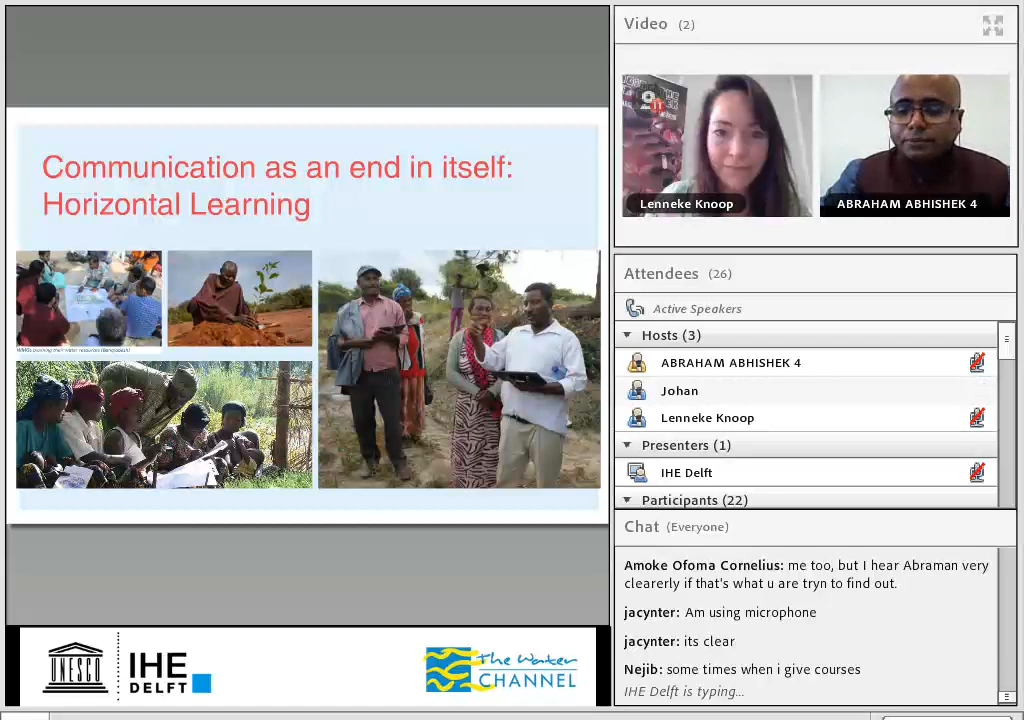 Communication as an end in itself:
Horizontal Learning
UNESCO
IHE
DELFT
the Water
CHANNEL
Video (2)
Lenneke Knoop
ABRAHAM ABHISHEK 4
Attendees (26)
Active Speakers
Hosts (3)
ABRAHAM ABHISHEK 4
Johan
Lenneke Knoop
Presenters (1)
IHE Delft
Participants (22)
Chat (Everyone)
Amoke Ofoma Cornelius: me too, but I hear Abraman very
clearerly if that's what u are tryn to find out.
jacynter: Am using microphone
jacynter: its clear
Nejib: some times when i give courses
IHE Delft is typing...